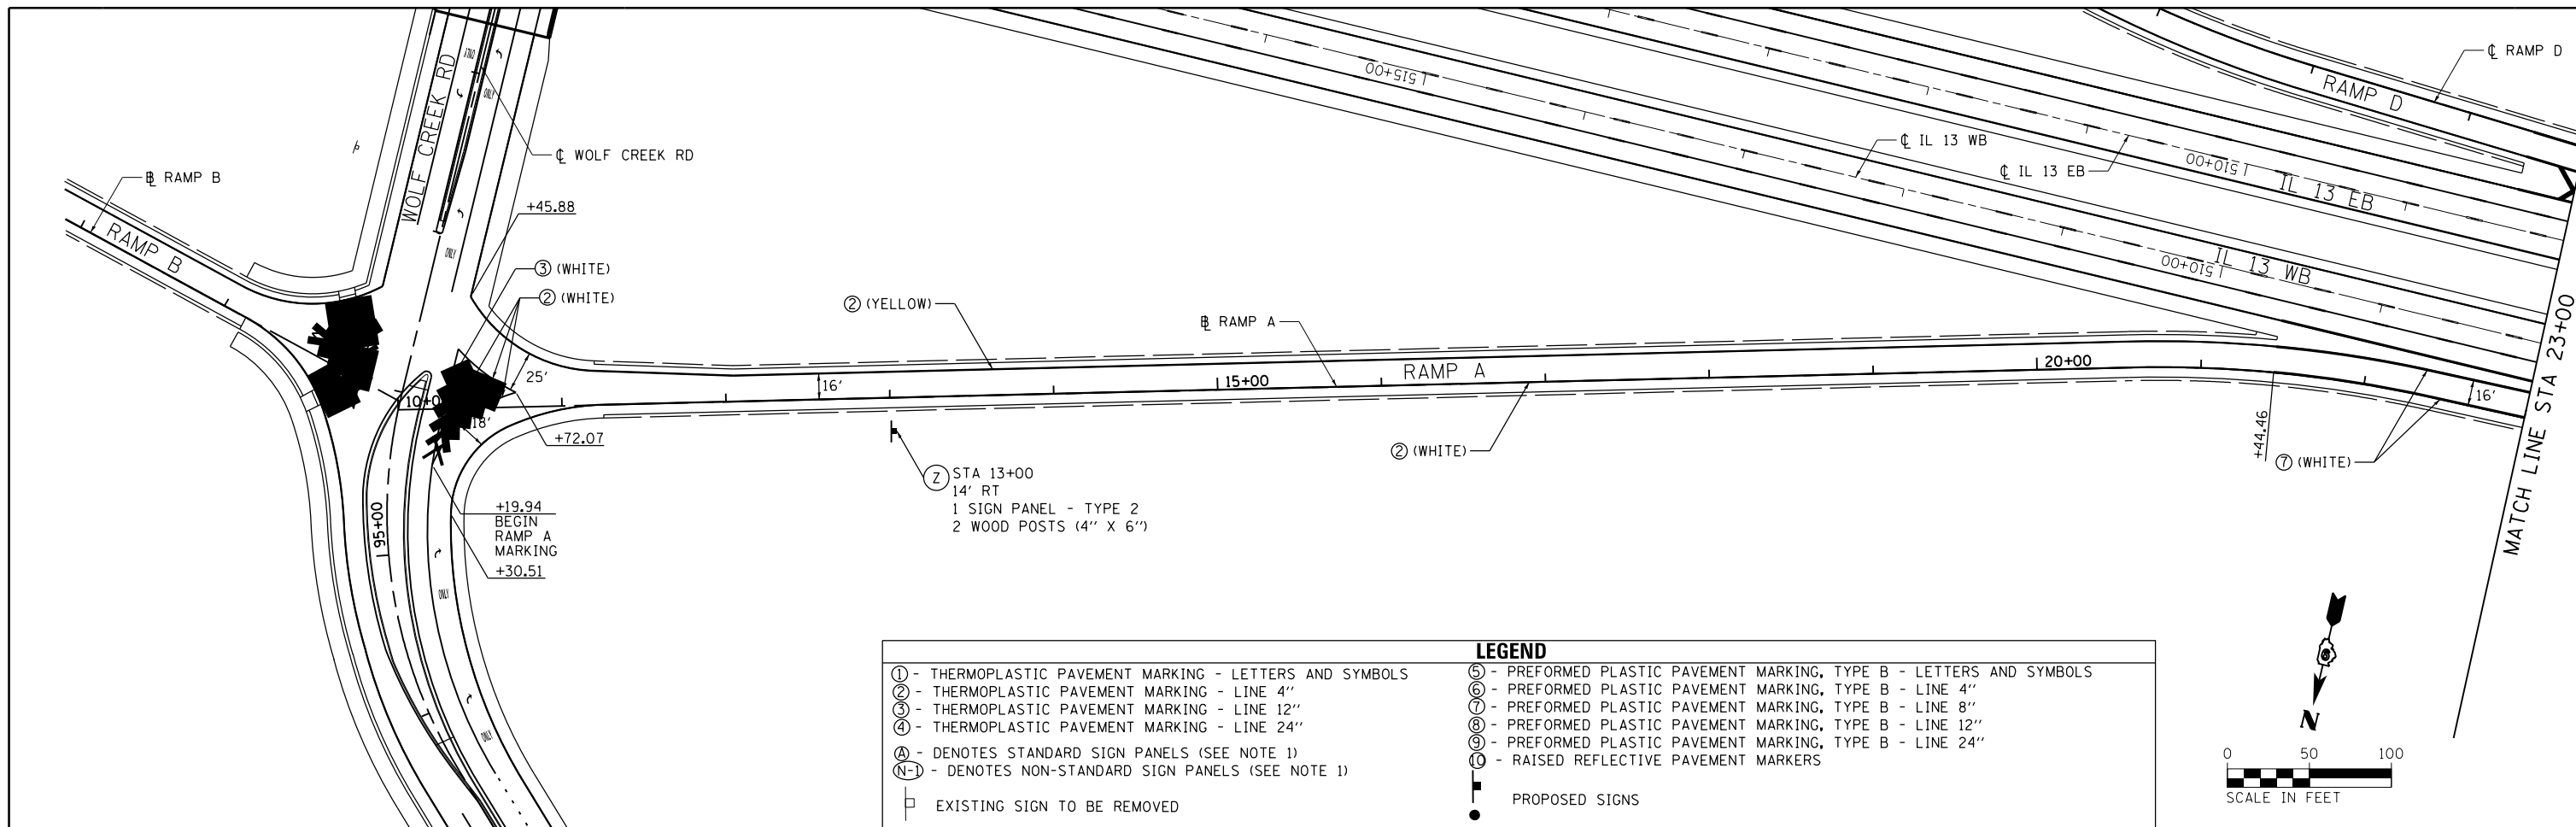 ℄ RAMP D
RAMP D
1515+00
℄ IL 13 WB
℄ IL 13 EB
1510+00
IL 13 EB
1510+00
IL 13 WB
ONLY
ONLY
WOLF CREEK RD
℄ WOLF CREEK RD
RAMP B
RAMP B
+45.88
ONLY
③ (WHITE)
② (WHITE)
② (YELLOW)
RAMP A
25'
16'
15+00
RAMP A
20+00
16'
MATCH LINE STA 23+00
18'
+72.07
② (WHITE)
+44.46
⑦ (WHITE)
Z STA 13+00
14' RT
1 SIGN PANEL - TYPE 2
2 WOOD POSTS (4'' X 6'')
95+00
+19.94
BEGIN
RAMP A
MARKING
+30.51
ONLY
ONLY
LEGEND
① - THERMOPLASTIC PAVEMENT MARKING - LETTERS AND SYMBOLS
② - THERMOPLASTIC PAVEMENT MARKING - LINE 4''
③ - THERMOPLASTIC PAVEMENT MARKING - LINE 12''
④ - THERMOPLASTIC PAVEMENT MARKING - LINE 24''
Ⓐ - DENOTES STANDARD SIGN PANELS (SEE NOTE 1)
N-1 - DENOTES NON-STANDARD SIGN PANELS (SEE NOTE 1)
EXISTING SIGN TO BE REMOVED
⑤ - PREFORMED PLASTIC PAVEMENT MARKING, TYPE B - LETTERS AND SYMBOLS
⑥ - PREFORMED PLASTIC PAVEMENT MARKING, TYPE B - LINE 4''
⑦ - PREFORMED PLASTIC PAVEMENT MARKING, TYPE B - LINE 8''
⑧ - PREFORMED PLASTIC PAVEMENT MARKING, TYPE B - LINE 12''
⑨ - PREFORMED PLASTIC PAVEMENT MARKING, TYPE B - LINE 24''
⑩ - RAISED REFLECTIVE PAVEMENT MARKERS
PROPOSED SIGNS
N
0 50 100
SCALE IN FEET